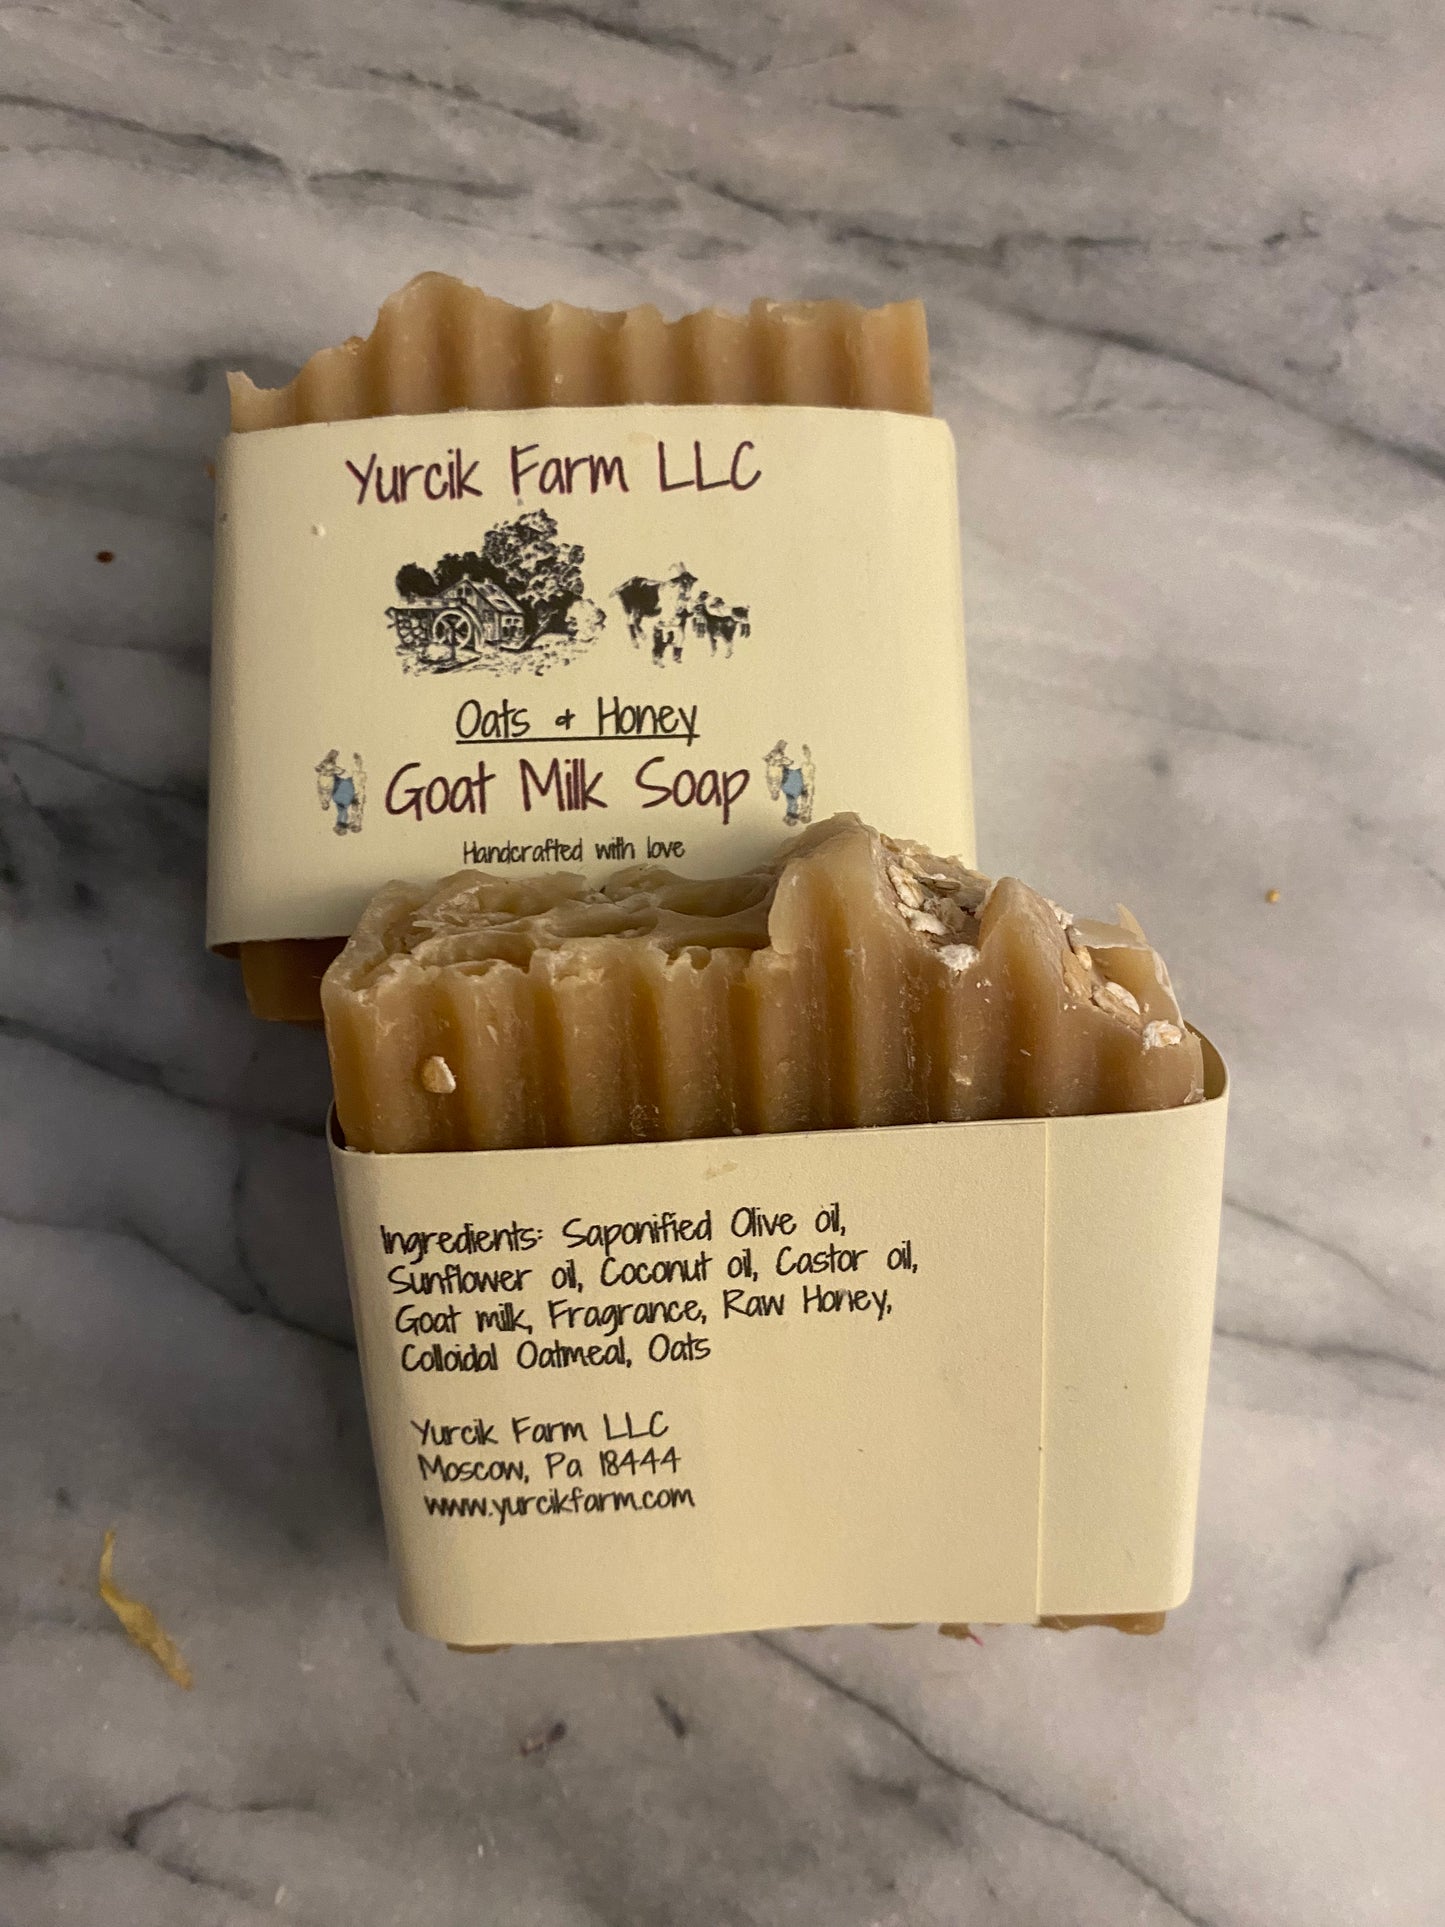 Yurcik Farm LLC
Oats & Honey
Goat Milk Soap
Handcrafted with love
Ingredients: Saponified Olive oil,
Sunflower oil, Coconut oil, Castor oil,
Goat milk, Fragrance, Raw Honey,
Colloidal Oatmeal, Oats
Yurcik Farm LLC
Moscow, Pa 18444
www.yurcikfarm.com